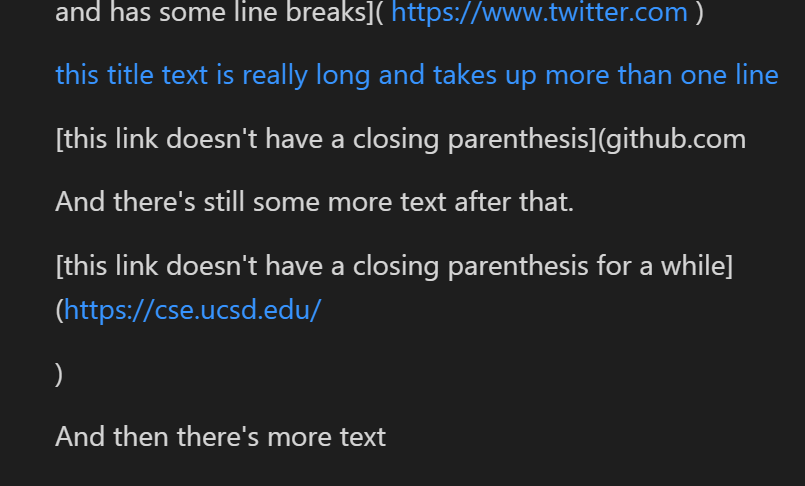 and has some line breaks]( https://www.twitter.com )
this title text is really long and takes up more than one line
[this link doesn't have a closing parenthesis](github.com
And there's still some more text after that.
[this link doesn't have a closing parenthesis for a while]
(https://cse.ucsd.edu/
)
And then there's more text